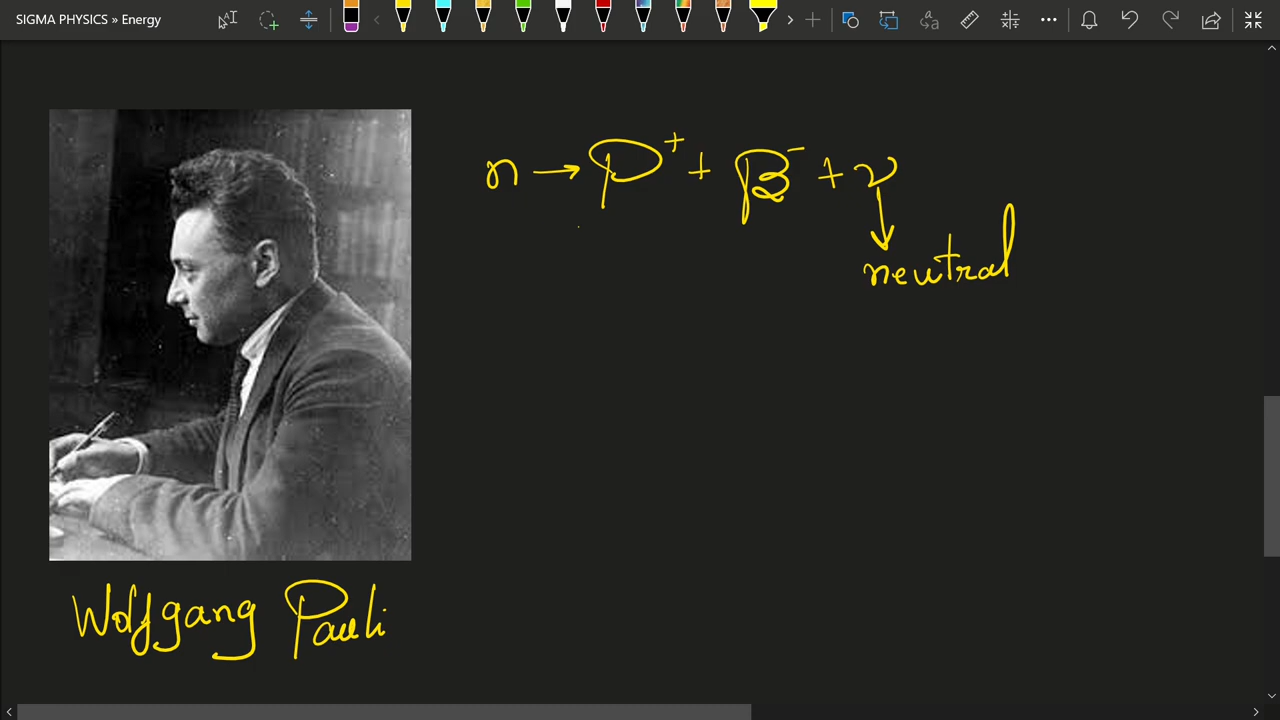 SIGMA PHYSICS » Energy
n → P⁺ + β⁻ + ν
neutral
Wolfgang Pauli